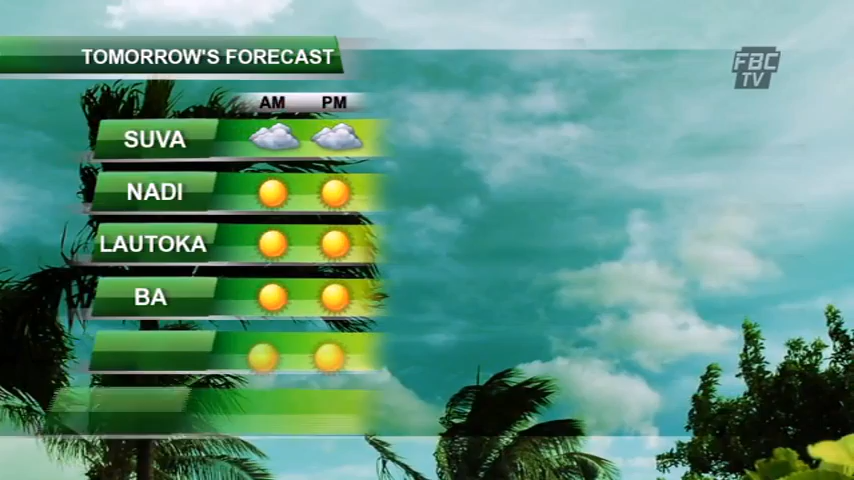 TOMORROW'S FORECAST
FBC
TV
AM PM
SUVA
NADI
LAUTOKA
BA